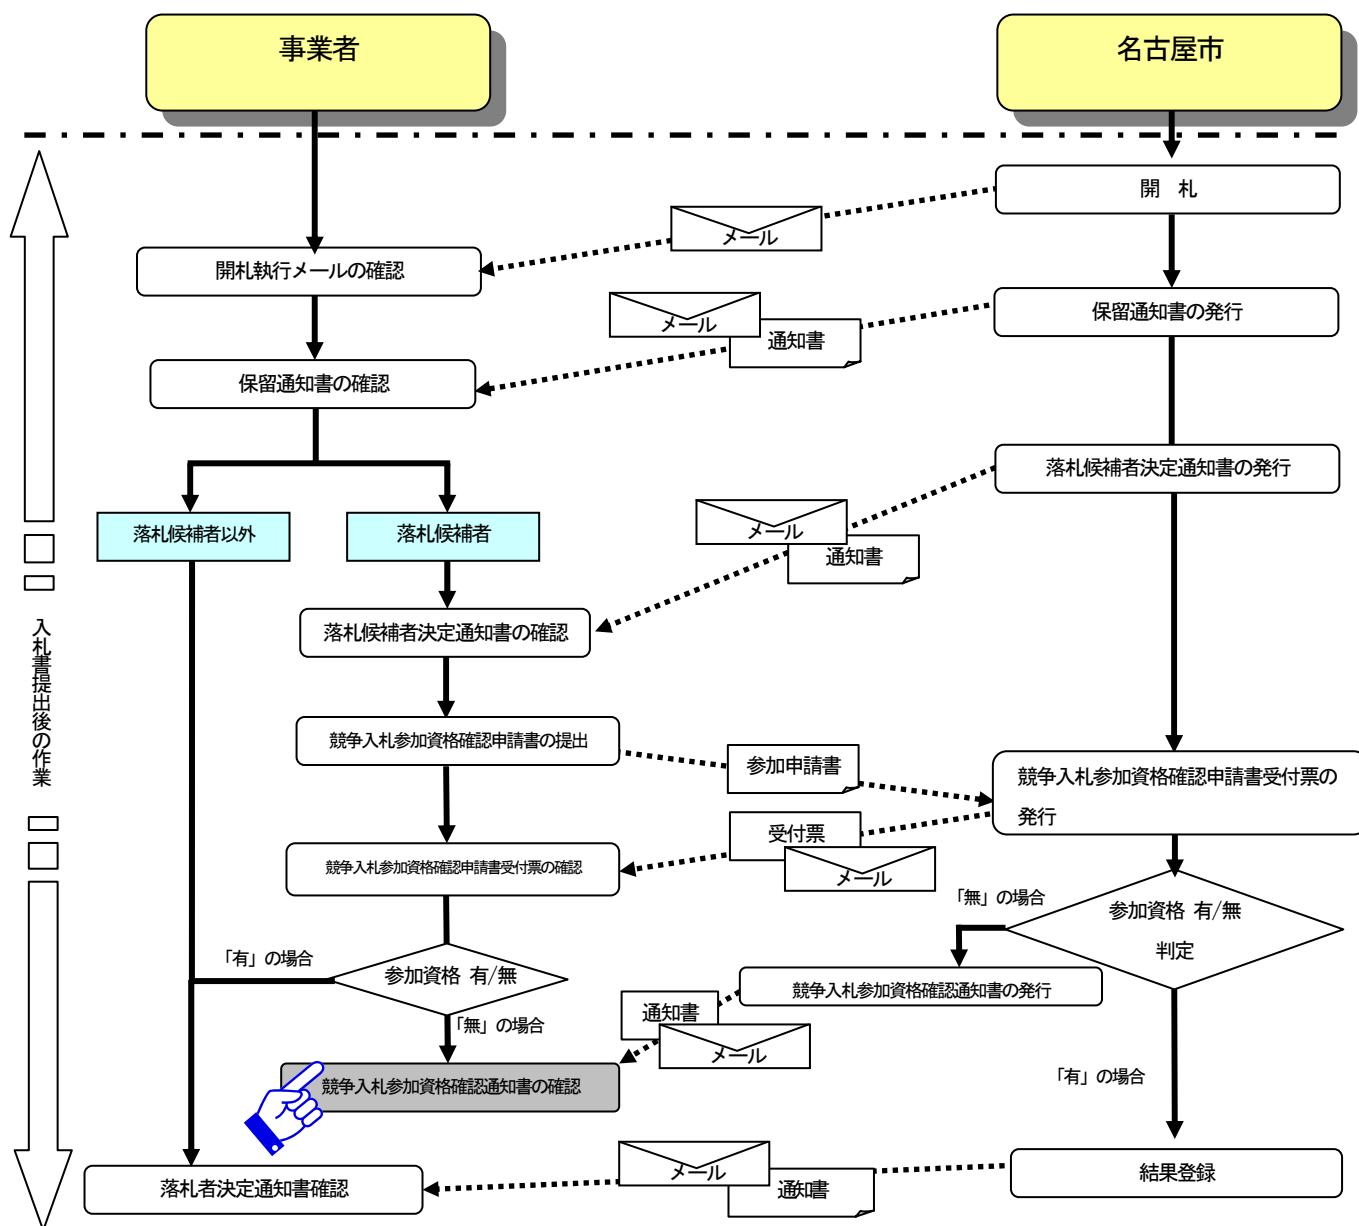 事業者
名古屋市
開 札
メール
開札執行メールの確認
保留通知書の発行
メール
通知書
保留通知書の確認
落札候補者決定通知書の発行
メール
通知書
落札候補者以外
落札候補者
落札候補者決定通知書の確認
入札書提出後の作業
競争入札参加資格確認申請書の提出
参加申請書
競争入札参加資格確認申請書受付票の
発行
受付票
メール
競争入札参加資格確認申請書受付票の確認
「無」の場合
参加資格 有/無
判定
「有」の場合
参加資格 有/無
競争入札参加資格確認通知書の発行
通知書
メール
「無」の場合
競争入札参加資格確認通知書の確認
「有」の場合
メール
通知書
結果登録
落札者決定通知書確認